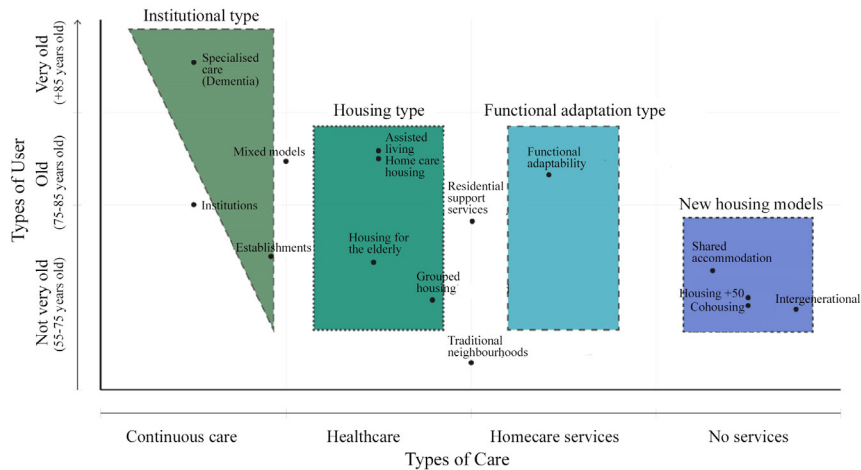 Institutional type
Very old
(+85 years old)
Specialised
care
(Dementia)
Housing type
Functional adaptation type
Types of User
Old
(75-85 years old)
Mixed models
Assisted
living
Home care
housing
Functional
adaptability
Residential
support
services
Institutions
New housing models
Establishments
Housing for
the elderly
Shared
accommodation
Not very old
(55-75 years old)
Grouped
housing
Housing +50
Cohousing
Intergenerational
Traditional
neighbourhoods
Continuous care
Healthcare
Homecare services
No services
Types of Care